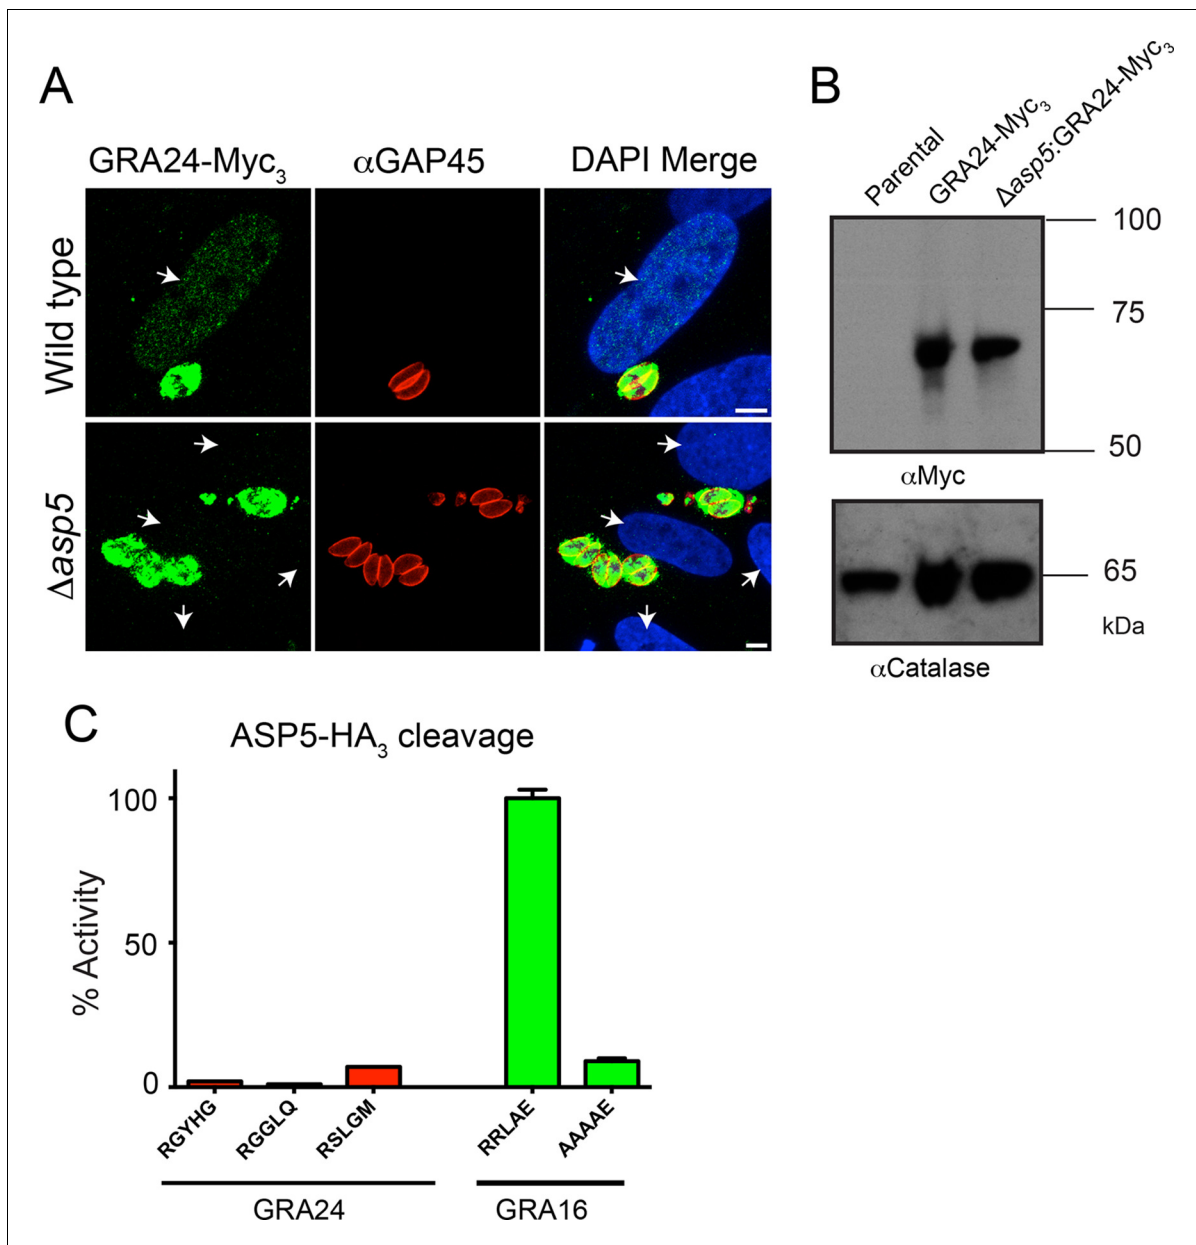 A
GRA24-Myc3
αGAP45
DAPI Merge
Wild type
Δasp5
B
Parental
GRA24-Myc3
Δasp5:GRA24-Myc3
100
75
50
αMyc
65
kDa
αCatalase
C
ASP5-HA3 cleavage
% Activity
100
50
0
RGYHG
RGGLQ
RSLGM
RRLAE
AAAAE
GRA24
GRA16